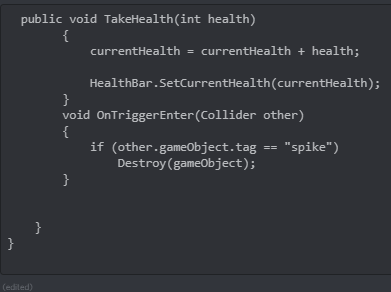 public void TakeHealth(int health)
{
currentHealth = currentHealth + health;
HealthBar.SetCurrentHealth(currentHealth);
}
void OnTriggerEnter(Collider other)
{
if (other.gameObject.tag == "spike")
Destroy(gameObject);
}
}
}
(edited)